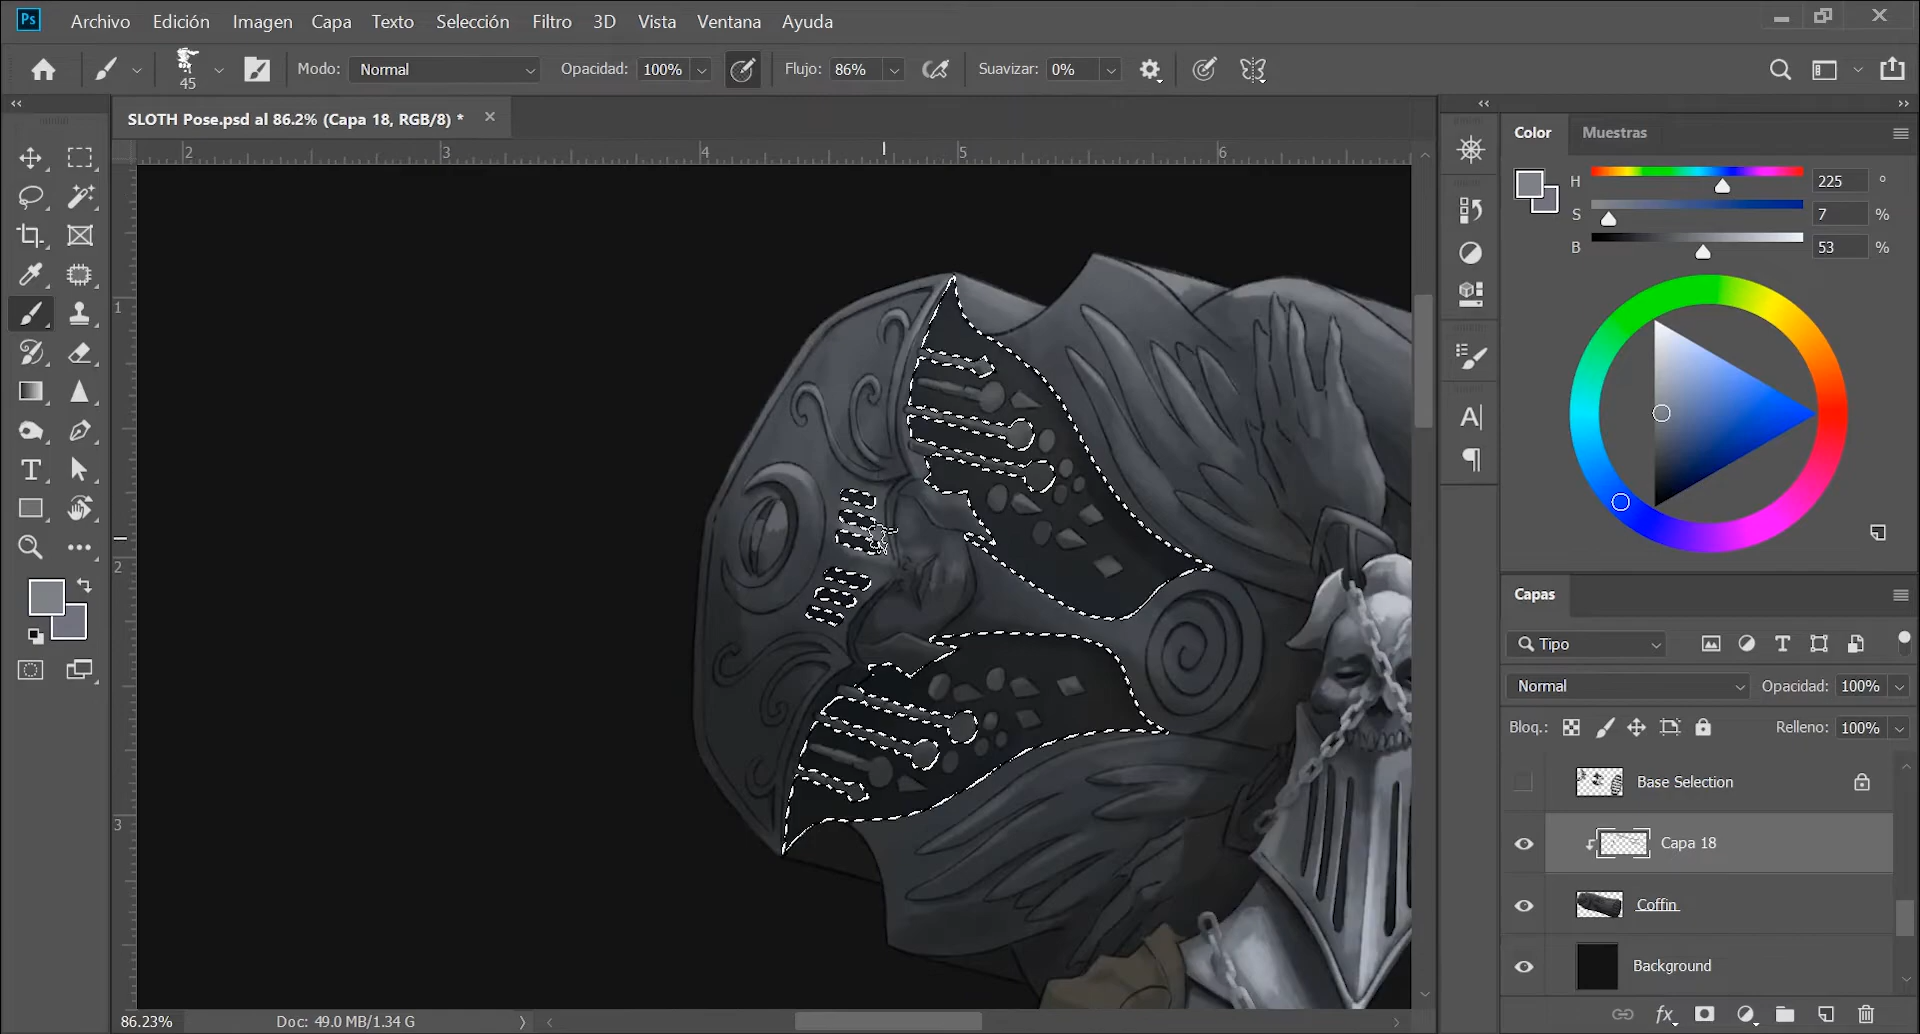 Ps Archivo Edición Imagen Capa Texto Selección Filtro 3D Vista Ventana Ayuda
45 Modo: Normal Opacidad: 100% Flujo: 86% Suavizar: 0%
SLOTH Pose.psd al 86.2% (Capa 18, RGB/8) *
2 3 4 5 6
1
2
3
86.23% Doc: 49.0 MB/1.34 G
Color Muestras
H 225 °
S 7 %
B 53 %
Capas
Tipo
Normal Opacidad: 100%
Bloq.: Relleno: 100%
Base Selection
Capa 18
Coffin
Background
fx